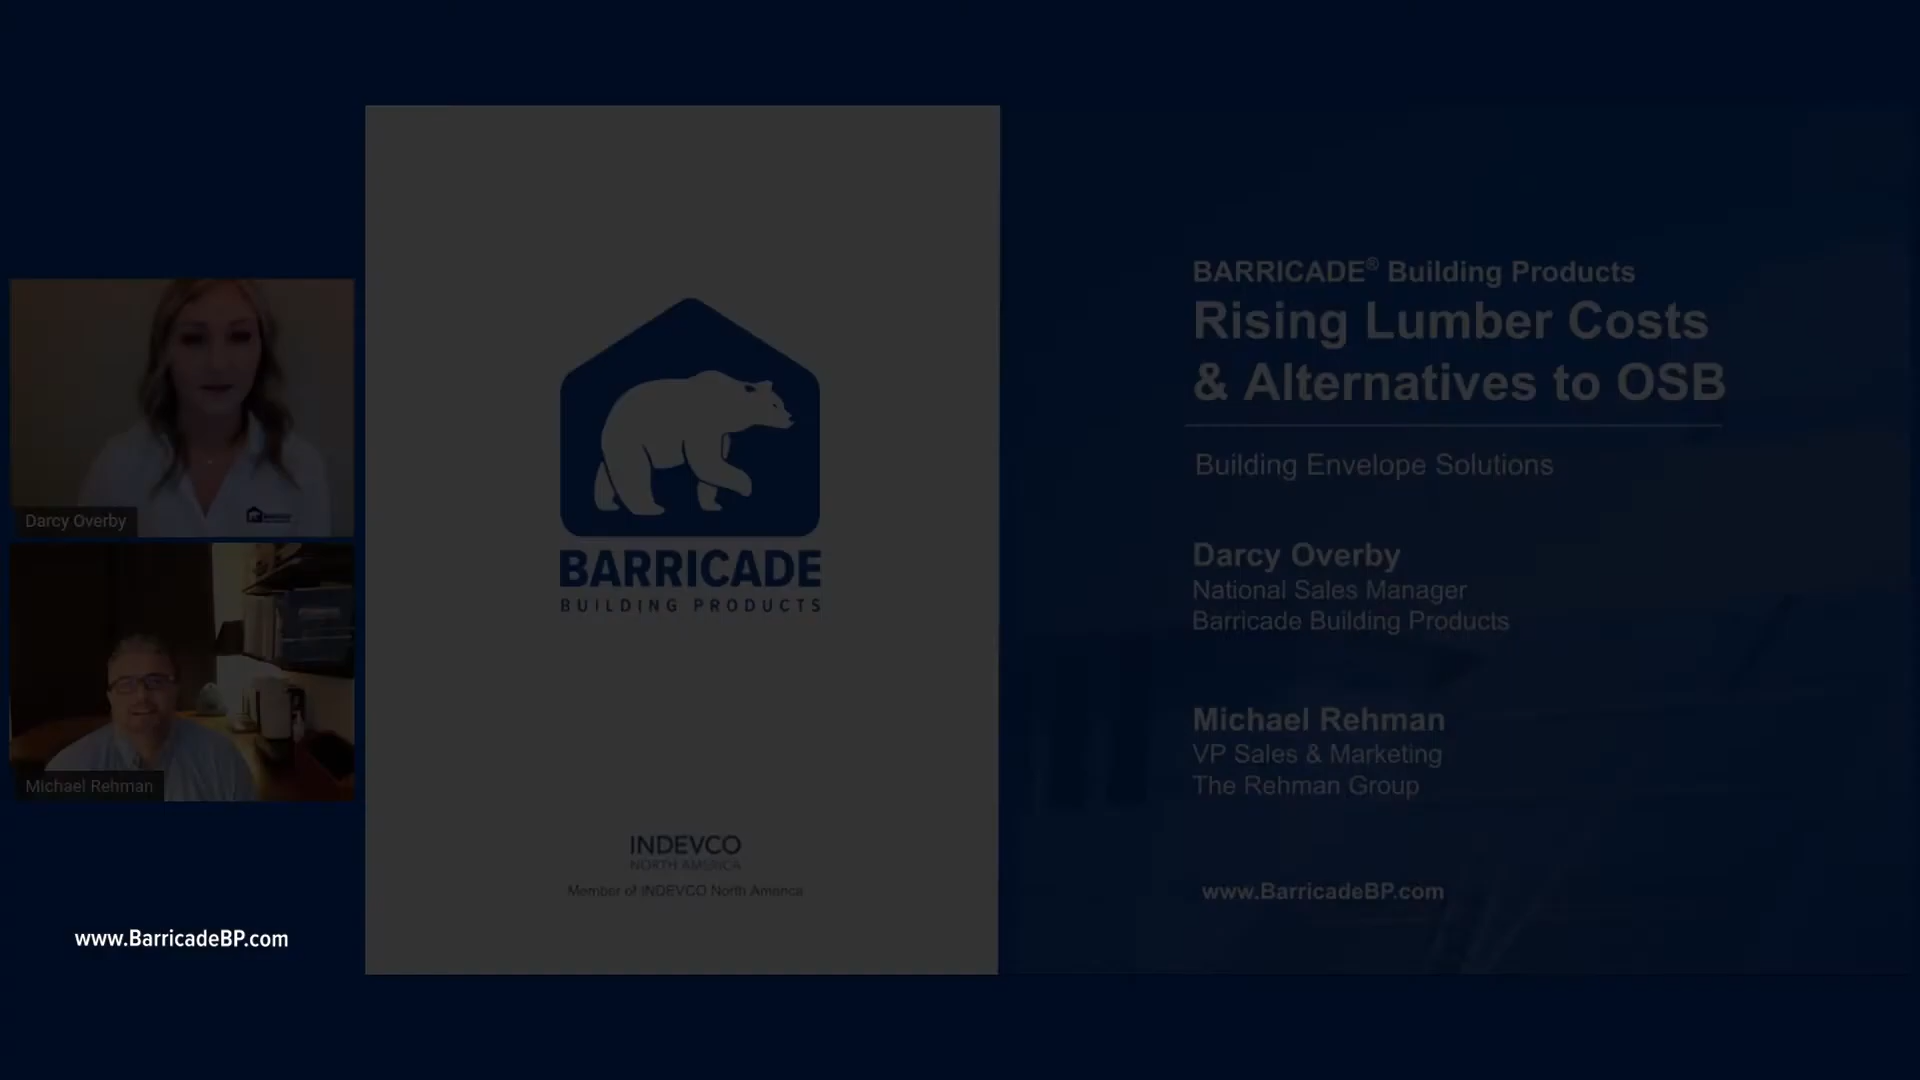 Darcy Overby
Michael Rehman
www.BarricadeBP.com
BARRICADE
BUILDING PRODUCTS
INDEVCO
NORTH AMERICA
Member of INDEVCO North America
BARRICADE® Building Products
Rising Lumber Costs
& Alternatives to OSB
Building Envelope Solutions
Darcy Overby
National Sales Manager
Barricade Building Products
Michael Rehman
VP Sales & Marketing
The Rehman Group
www.BarricadeBP.com